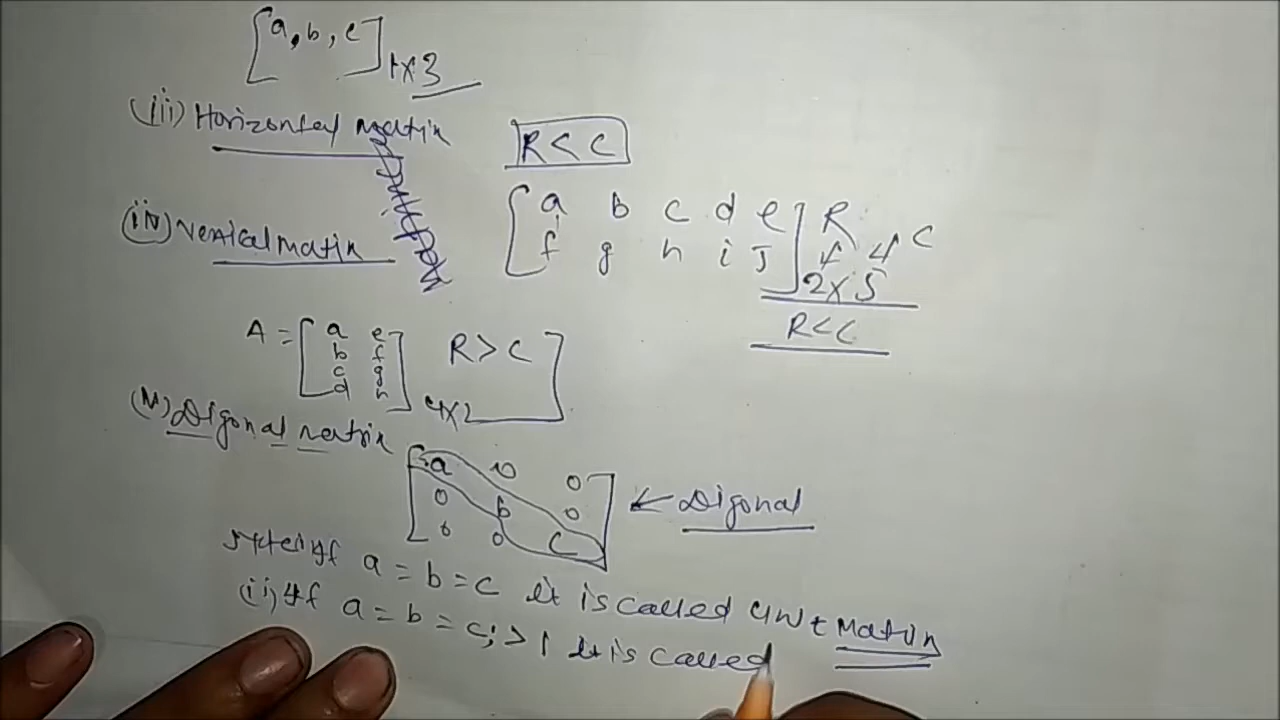 [a, b, c] 1×3
(iii) Horizontal matrix R < C
[a b c d e] R C
f g h i j
2×5
(iv) Vertical matrix
R<C
A = [a e] R > C
b f
c g
d h 4×2
(v) Digonal matrix
[a 0 0]
0 b 0 ← Digonal
0 0 c
if a = b = c it is called unit matrix
(ii) if a = b = c; > 1 it is called